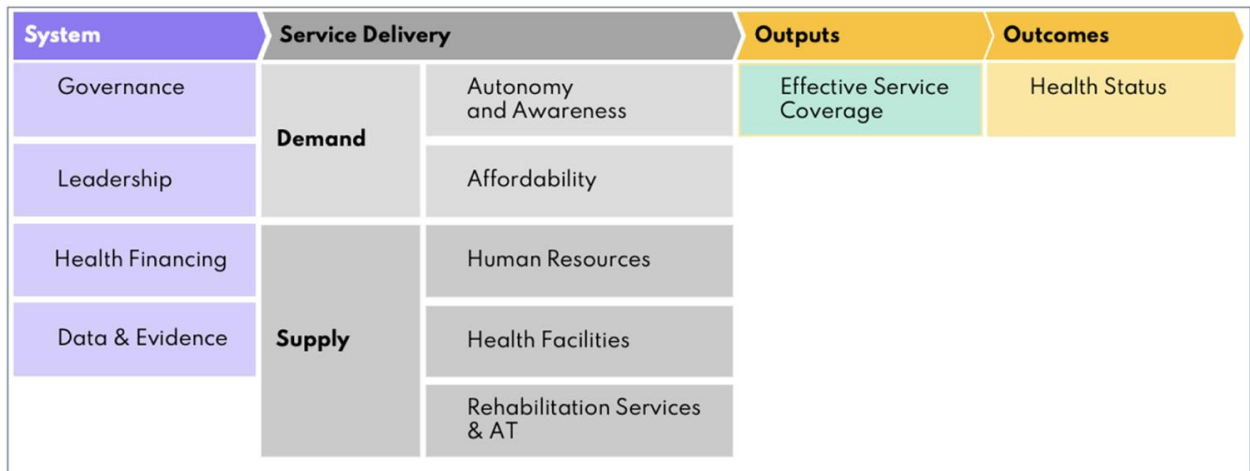 System
Service Delivery
Outputs
Outcomes
Governance
Leadership
Health Financing
Data & Evidence
Demand
Autonomy
and Awareness
Affordability
Supply
Human Resources
Health Facilities
Rehabilitation Services
& AT
Effective Service
Coverage
Health Status